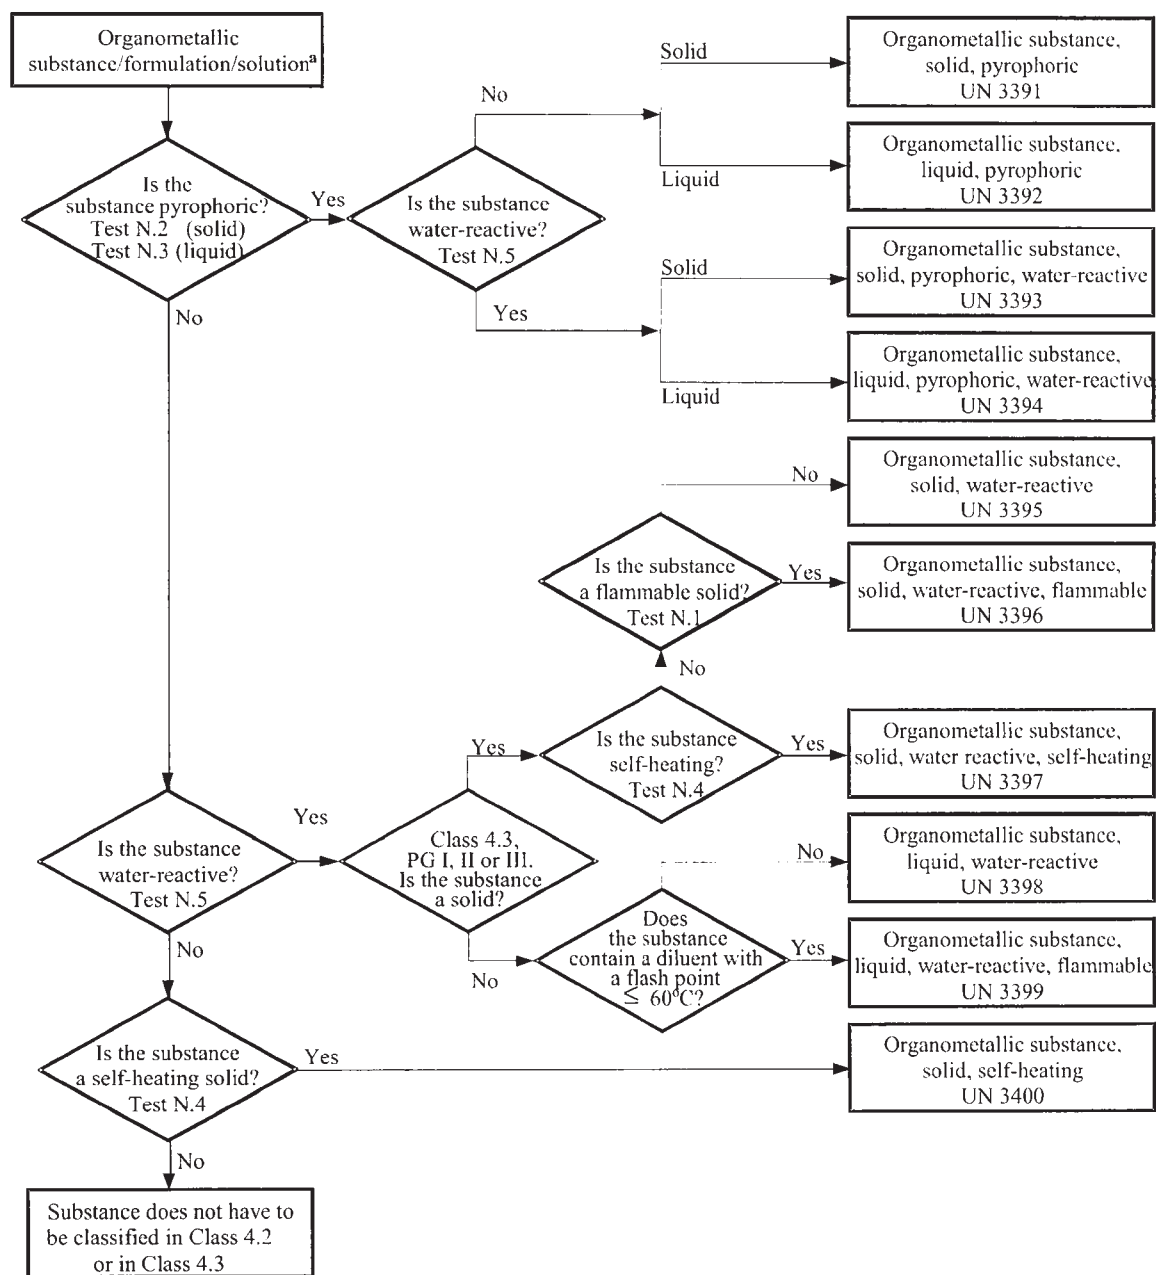 Organometallic
substance/formulation/solutionª
Solid
Organometallic substance,
solid, pyrophoric
UN 3391
No
Liquid
Organometallic substance,
liquid, pyrophoric
UN 3392
Is the
substance pyrophoric?
Test N.2 (solid)
Test N.3 (liquid)
Yes
Is the substance
water-reactive?
Test N.5
Solid
Organometallic substance,
solid, pyrophoric, water-reactive
UN 3393
No
Yes
Liquid
Organometallic substance,
liquid, pyrophoric, water-reactive
UN 3394
No
Organometallic substance,
solid, water-reactive
UN 3395
Is the substance
a flammable solid?
Test N.1
Yes
Organometallic substance,
solid, water-reactive, flammable
UN 3396
No
Yes
Is the substance
self-heating?
Test N.4
Yes
Organometallic substance,
solid, water reactive, self-heating
UN 3397
Is the substance
water-reactive?
Test N.5
Yes
Class 4.3,
PG I, II or III.
Is the substance
a solid?
No
Organometallic substance,
liquid, water-reactive
UN 3398
No
No
Does
the substance
contain a diluent with
a flash point
≤ 60°C?
Yes
Organometallic substance,
liquid, water-reactive, flammable
UN 3399
Is the substance
a self-heating solid?
Test N.4
Yes
Organometallic substance,
solid, self-heating
UN 3400
No
Substance does not have to
be classified in Class 4.2
or in Class 4.3